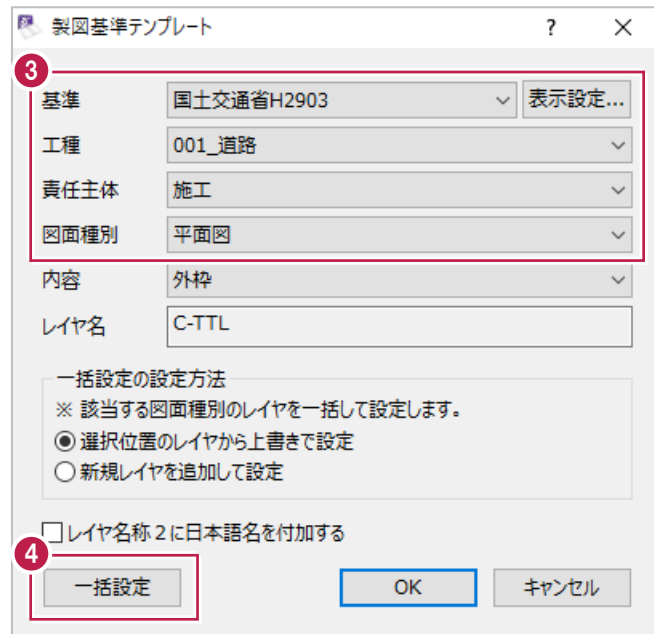 製図基準テンプレート ?
3
基準 国土交通省H2903 表示設定...
工種 001_道路
責任主体 施工
図面種別 平面図
内容 外枠
レイヤ名 C-TTL
一括設定の設定方法
※ 該当する図面種別のレイヤを一括して設定します。
選択位置のレイヤから上書きで設定
新規レイヤを追加して設定
レイヤ名称2に日本語名を付加する
4
一括設定 OK キャンセル